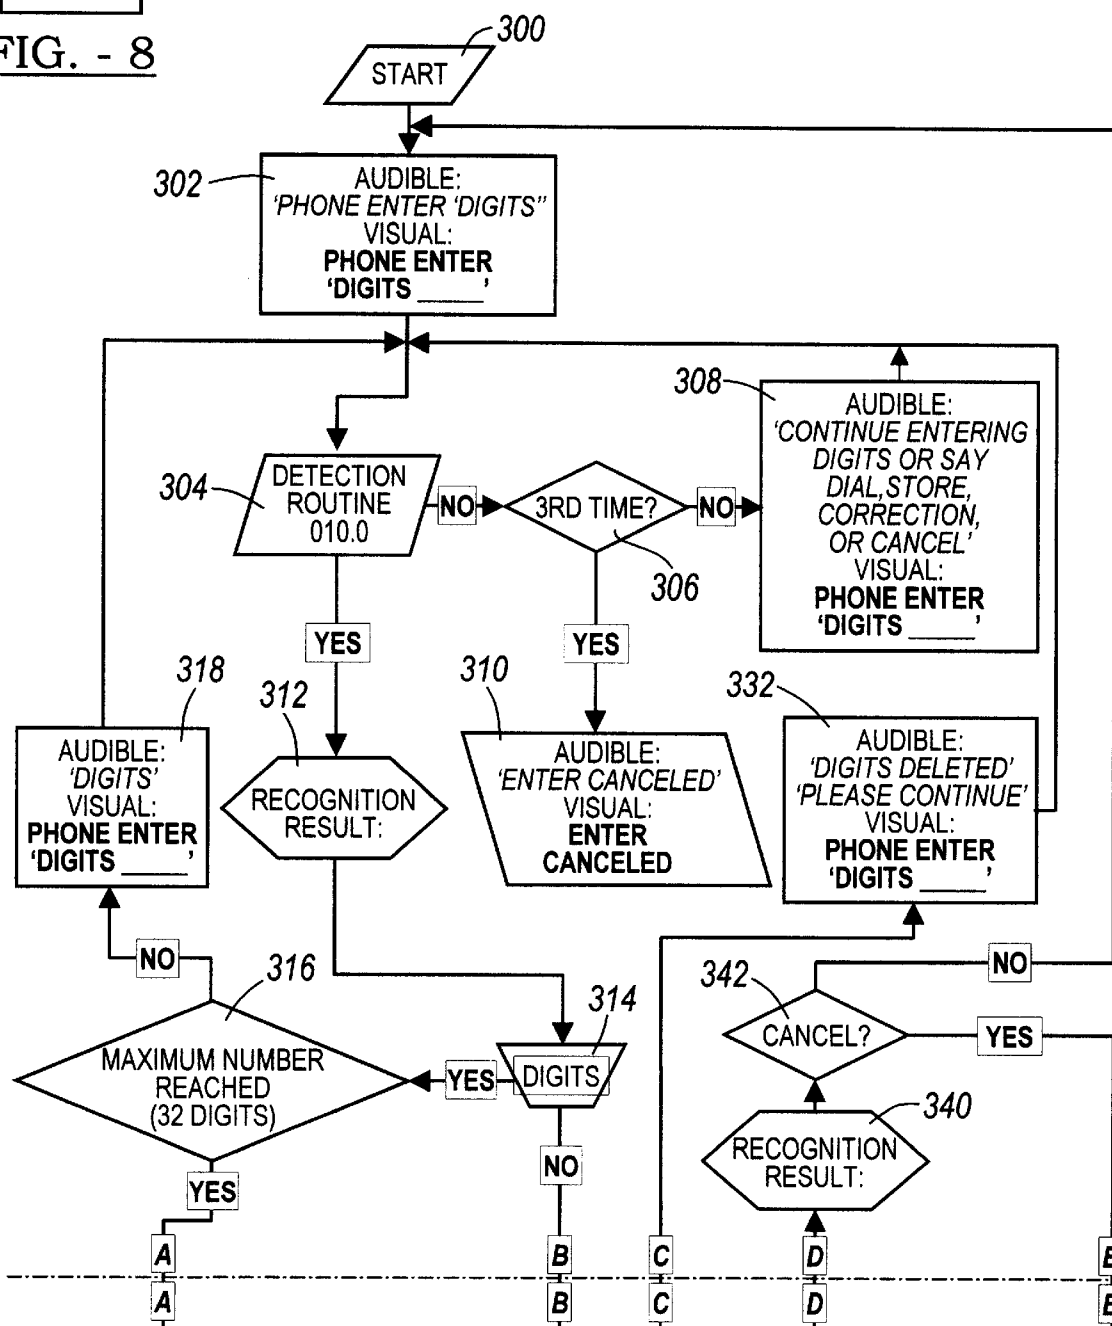 FIG. - 8
300
START
302
AUDIBLE:
'PHONE ENTER 'DIGITS''
VISUAL:
PHONE ENTER
'DIGITS _____'
308
AUDIBLE:
'CONTINUE ENTERING
DIGITS OR SAY
DIAL,STORE,
CORRECTION,
OR CANCEL'
VISUAL:
PHONE ENTER
'DIGITS _____'
304
DETECTION
ROUTINE
010.0
NO
3RD TIME?
NO
306
YES
YES
318
AUDIBLE:
'DIGITS'
VISUAL:
PHONE ENTER
'DIGITS _____'
312
RECOGNITION
RESULT:
310
AUDIBLE:
'ENTER CANCELED'
VISUAL:
ENTER
CANCELED
332
AUDIBLE:
'DIGITS DELETED'
'PLEASE CONTINUE'
VISUAL:
PHONE ENTER
'DIGITS _____'
NO
316
MAXIMUM NUMBER
REACHED
(32 DIGITS)
YES
314
DIGITS
YES
NO
342
CANCEL?
NO
YES
340
RECOGNITION
RESULT:
A
B
C
D
E
A
B
C
D
E